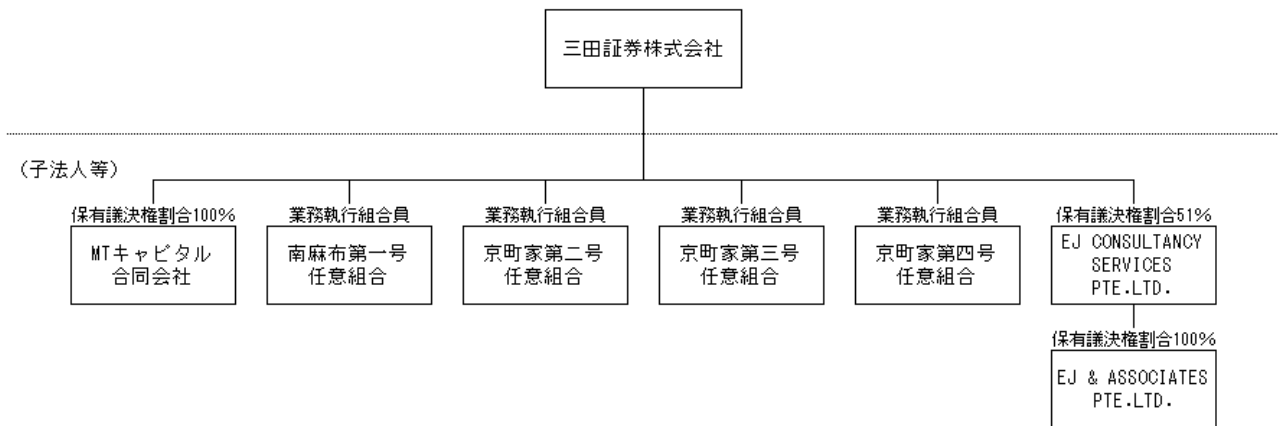 三田証券株式会社
(子法人等)
保有議決権割合100%
業務執行組合員
業務執行組合員
業務執行組合員
業務執行組合員
保有議決権割合51%
MTキャピタル
合同会社
南麻布第一号
任意組合
京町家第二号
任意組合
京町家第三号
任意組合
京町家第四号
任意組合
EJ CONSULTANCY
SERVICES
PTE.LTD.
保有議決権割合100%
EJ & ASSOCIATES
PTE.LTD.